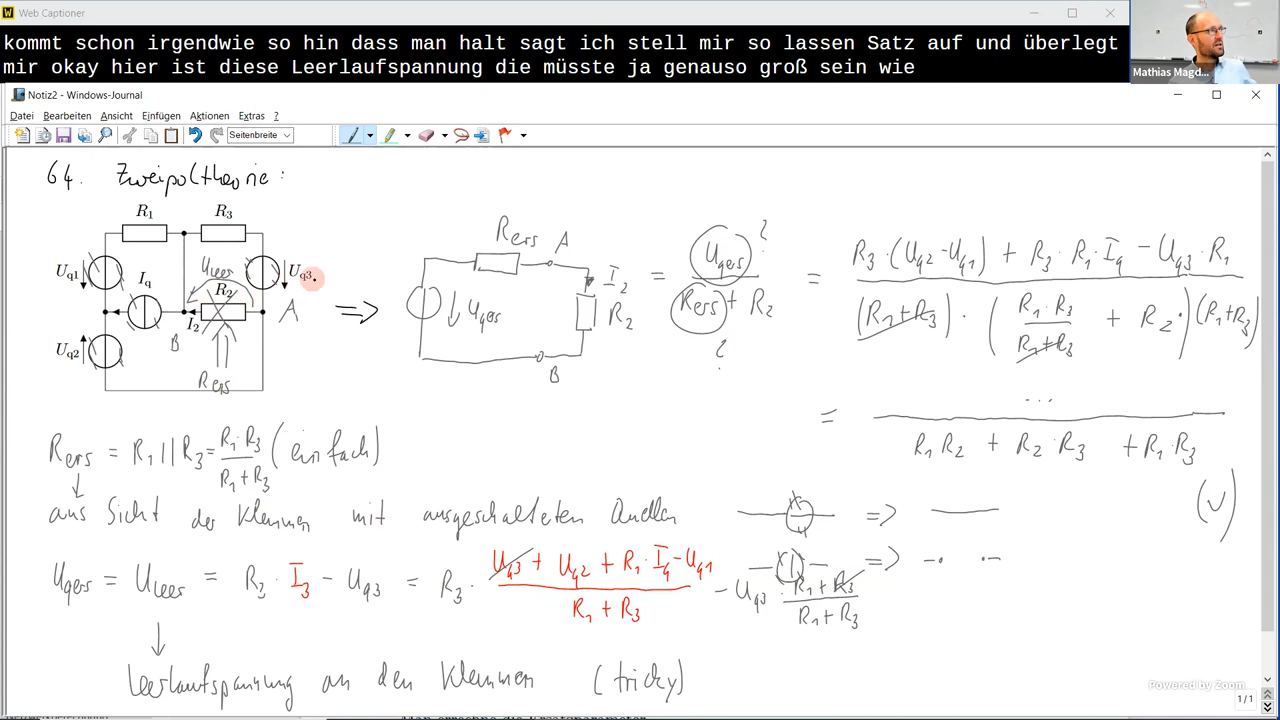 Web Captioner
kommt schon irgendwie so hin dass man halt sagt ich stell mir so lassen Satz auf und überlegt
mir okay hier ist diese Leerlaufspannung die müsste ja genauso groß sein wie
Mathias Magd...
Notiz2 - Windows-Journal
Datei Bearbeiten Ansicht Einfügen Aktionen Extras ?
Seitenbreite
64. Zweipoltheorie:
R1 R3
Uq1 Iq Uleer Uq3 R2 A
I2 B
Uq2
Rers
=> Rers A
Uqers I2 R2
B
= Uqers ? / Rers + R2 ?
= R3·(Uq2-Uq1) + R3·R1·Iq - Uq3·R1 / (R1+R3)·(R1·R3 / R1+R3 + R2)(R1+R3)
= ... / R1R2 + R2·R3 + R1·R3
(√)
Rers = R1||R3 = R1·R3 / R1+R3 (einfach)
aus Sicht der Klemmen mit ausgeschalteten Quellen => 
=>
Uqers = Uleer = R3·I3 - Uq3 = R3· Uq3 + Uq2 + R1·Iq - Uq1 / R1+R3 - Uq3· R1+R3 / R1+R3
Leerlaufspannung an den Klemmen (tricky)
Powered by Zoom
1/1